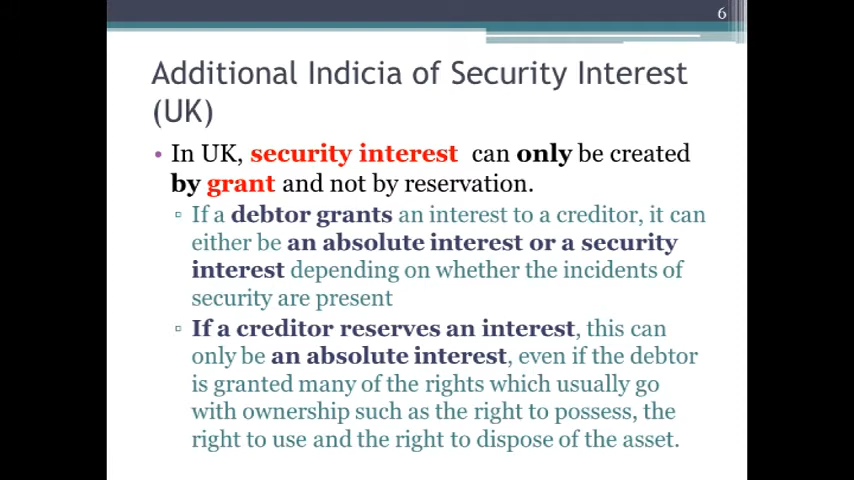 6
Additional Indicia of Security Interest
(UK)
• In UK, security interest can only be created
by grant and not by reservation.
▫ If a debtor grants an interest to a creditor, it can
either be an absolute interest or a security
interest depending on whether the incidents of
security are present
▫ If a creditor reserves an interest, this can
only be an absolute interest, even if the debtor
is granted many of the rights which usually go
with ownership such as the right to possess, the
right to use and the right to dispose of the asset.